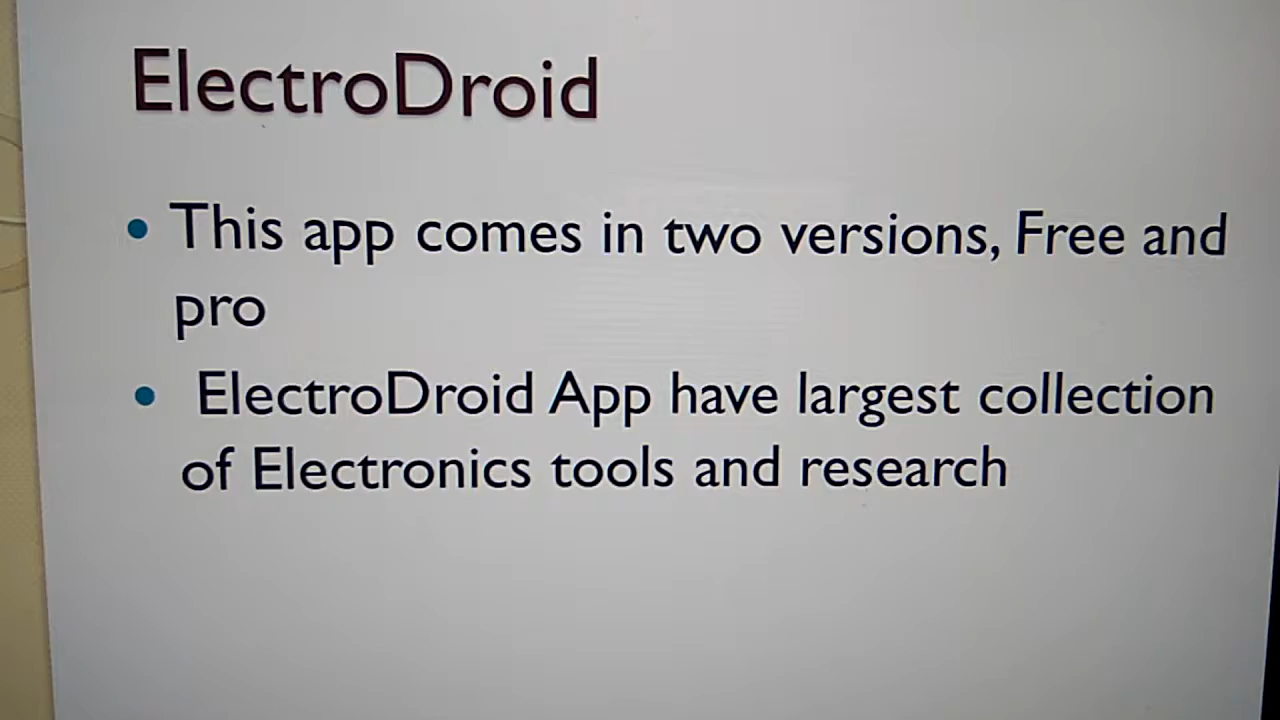 ElectroDroid
• This app comes in two versions, Free and
pro
• ElectroDroid App have largest collection
of Electronics tools and research